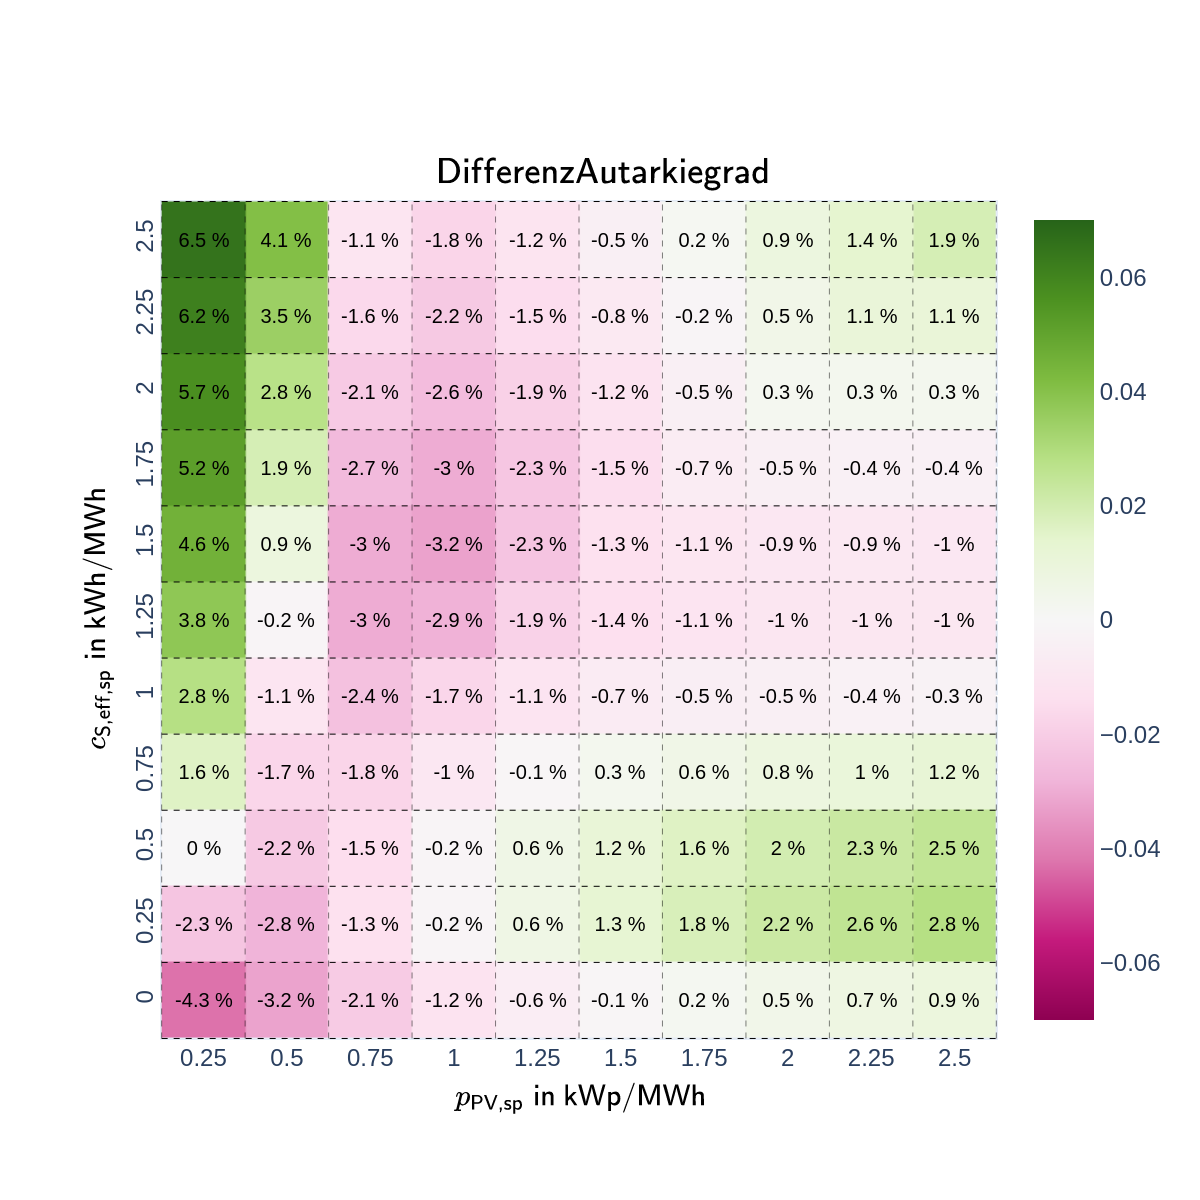 DifferenzAutarkiegrad
2.5 6.5 % 4.1 % -1.1 % -1.8 % -1.2 % -0.5 % 0.2 % 0.9 % 1.4 % 1.9 %
2.25 6.2 % 3.5 % -1.6 % -2.2 % -1.5 % -0.8 % -0.2 % 0.5 % 1.1 % 1.1 %
2 5.7 % 2.8 % -2.1 % -2.6 % -1.9 % -1.2 % -0.5 % 0.3 % 0.3 % 0.3 %
1.75 5.2 % 1.9 % -2.7 % -3 % -2.3 % -1.5 % -0.7 % -0.5 % -0.4 % -0.4 %
1.5 4.6 % 0.9 % -3 % -3.2 % -2.3 % -1.3 % -1.1 % -0.9 % -0.9 % -1 %
1.25 3.8 % -0.2 % -3 % -2.9 % -1.9 % -1.4 % -1.1 % -1 % -1 % -1 %
1 2.8 % -1.1 % -2.4 % -1.7 % -1.1 % -0.7 % -0.5 % -0.5 % -0.4 % -0.3 %
0.75 1.6 % -1.7 % -1.8 % -1 % -0.1 % 0.3 % 0.6 % 0.8 % 1 % 1.2 %
0.5 0 % -2.2 % -1.5 % -0.2 % 0.6 % 1.2 % 1.6 % 2 % 2.3 % 2.5 %
0.25 -2.3 % -2.8 % -1.3 % -0.2 % 0.6 % 1.3 % 1.8 % 2.2 % 2.6 % 2.8 %
0 -4.3 % -3.2 % -2.1 % -1.2 % -0.6 % -0.1 % 0.2 % 0.5 % 0.7 % 0.9 %
0.25 0.5 0.75 1 1.25 1.5 1.75 2 2.25 2.5
p PV,sp in kWp/MWh
c S,eff,sp in kWh/MWh
0.06
0.04
0.02
0
−0.02
−0.04
−0.06